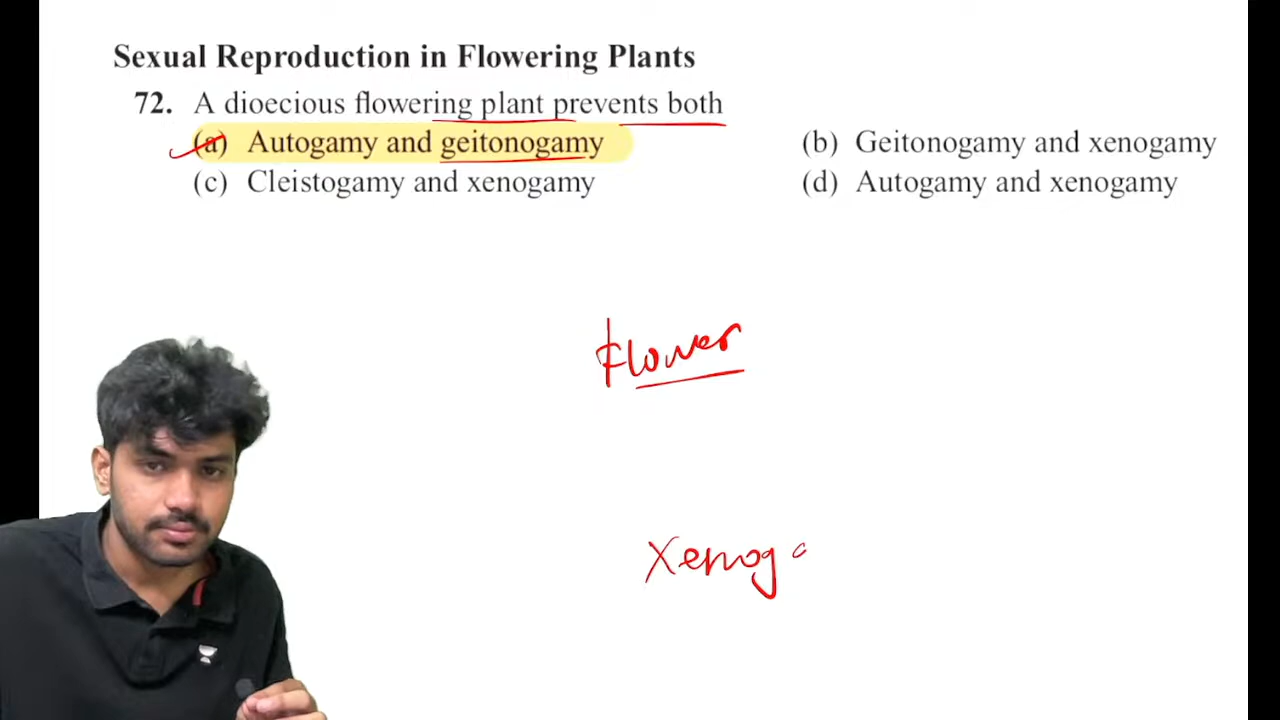 Sexual Reproduction in Flowering Plants
72. A dioecious flowering plant prevents both
(a) Autogamy and geitonogamy (b) Geitonogamy and xenogamy
(c) Cleistogamy and xenogamy (d) Autogamy and xenogamy
Flower
Xenoga